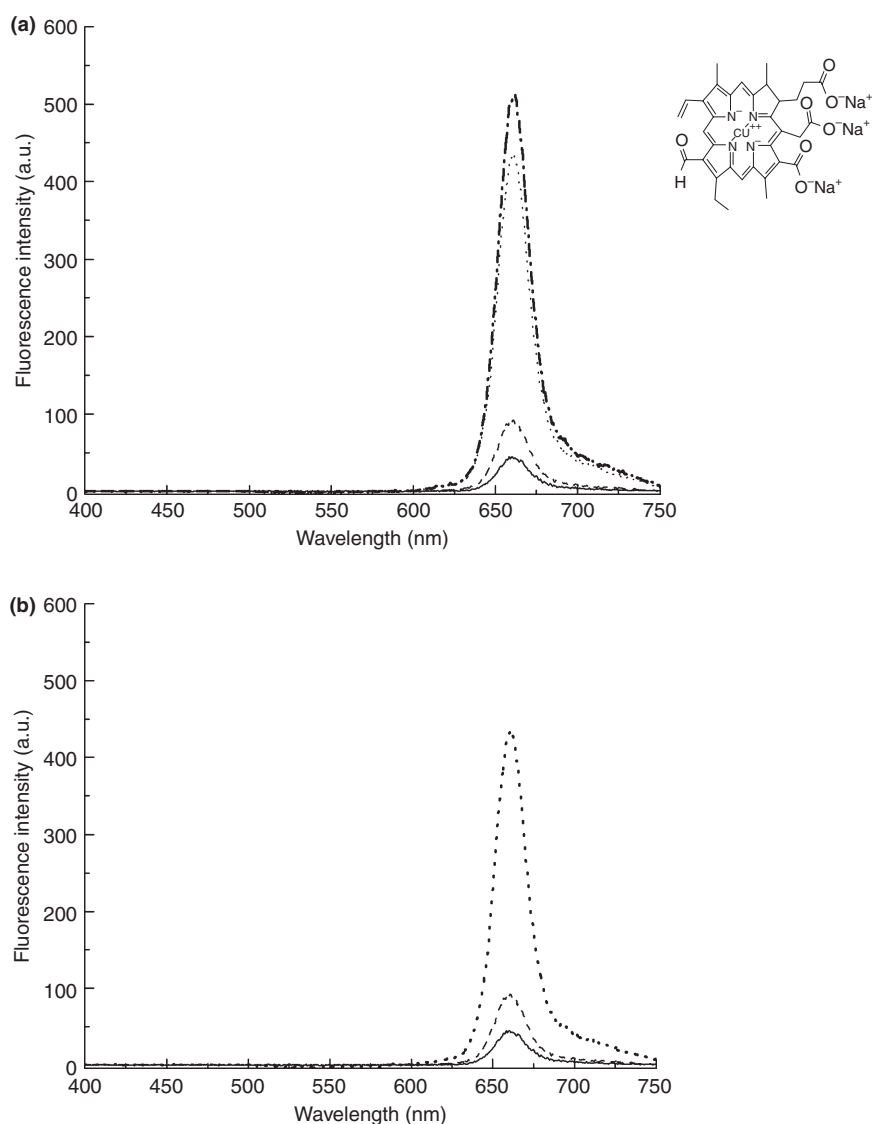 (a)
600
500
400
300
200
100
0
Fluorescence intensity (a.u.)
400 450 500 550 600 650 700 750
Wavelength (nm)
O
O⁻Na⁺
O
O⁻Na⁺
N⁻ N
CU⁺⁺
N N⁻
O
H
O
O⁻Na⁺
(b)
600
500
400
300
200
100
0
Fluorescence intensity (a.u.)
400 450 500 550 600 650 700 750
Wavelength (nm)